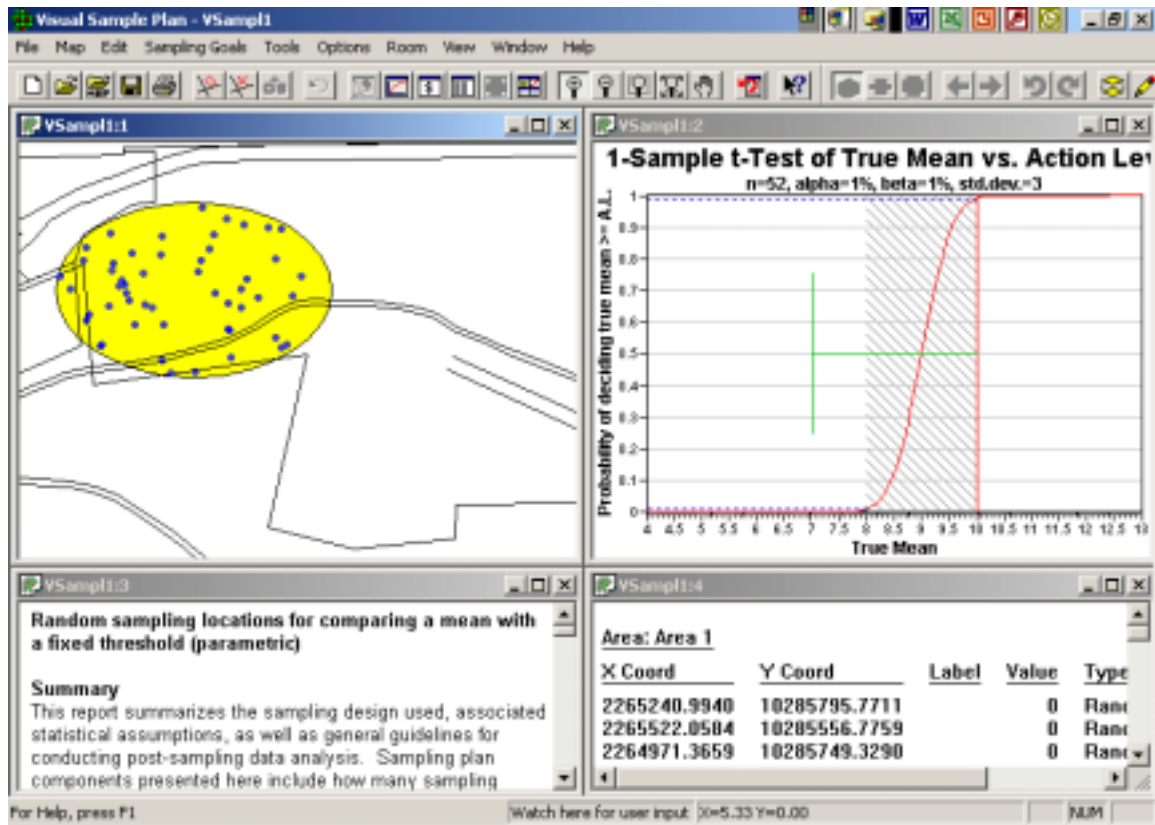 Visual Sample Plan - VSampl1
File Map Edit Sampling Goals Tools Options Room View Window Help
VSampl1:1
VSampl1:2
1-Sample t-Test of True Mean vs. Action Le
n=52, alpha=1%, beta=1%, std.dev.=3
Probability of deciding true mean >= A.L.
1
0.9
0.8
0.7
0.6
0.5
0.4
0.3
0.2
0.1
0
4 4.5 5 5.5 6 6.5 7 7.5 8 8.5 9 9.5 10 10.5 11 11.5 12 12.5 13
True Mean
VSampl1:3
Random sampling locations for comparing a mean with
a fixed threshold (parametric)
Summary
This report summarizes the sampling design used, associated
statistical assumptions, as well as general guidelines for
conducting post-sampling data analysis. Sampling plan
components presented here include how many sampling
VSampl1:4
Area: Area 1
X Coord Y Coord Label Value Type
2265240.9940 10285795.7711 0 Ran
2265522.0584 10285556.7759 0 Ran
2264971.3659 10285749.3290 0 Ran
For Help, press F1
Watch here for user input X=5.33 Y=0.00
NUM